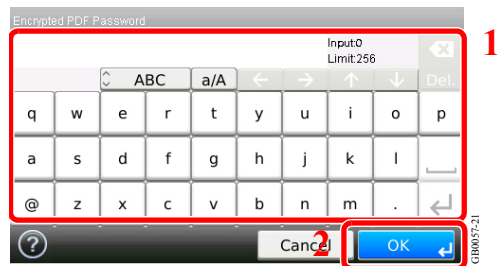 Encrypted PDF Password
Input:0
Limit:256
1
ABC a/A Del.
q w e r t y u i o p
a s d f g h j k l
@ z x c v b n m .
? 2 Cancel OK
GB0057-21